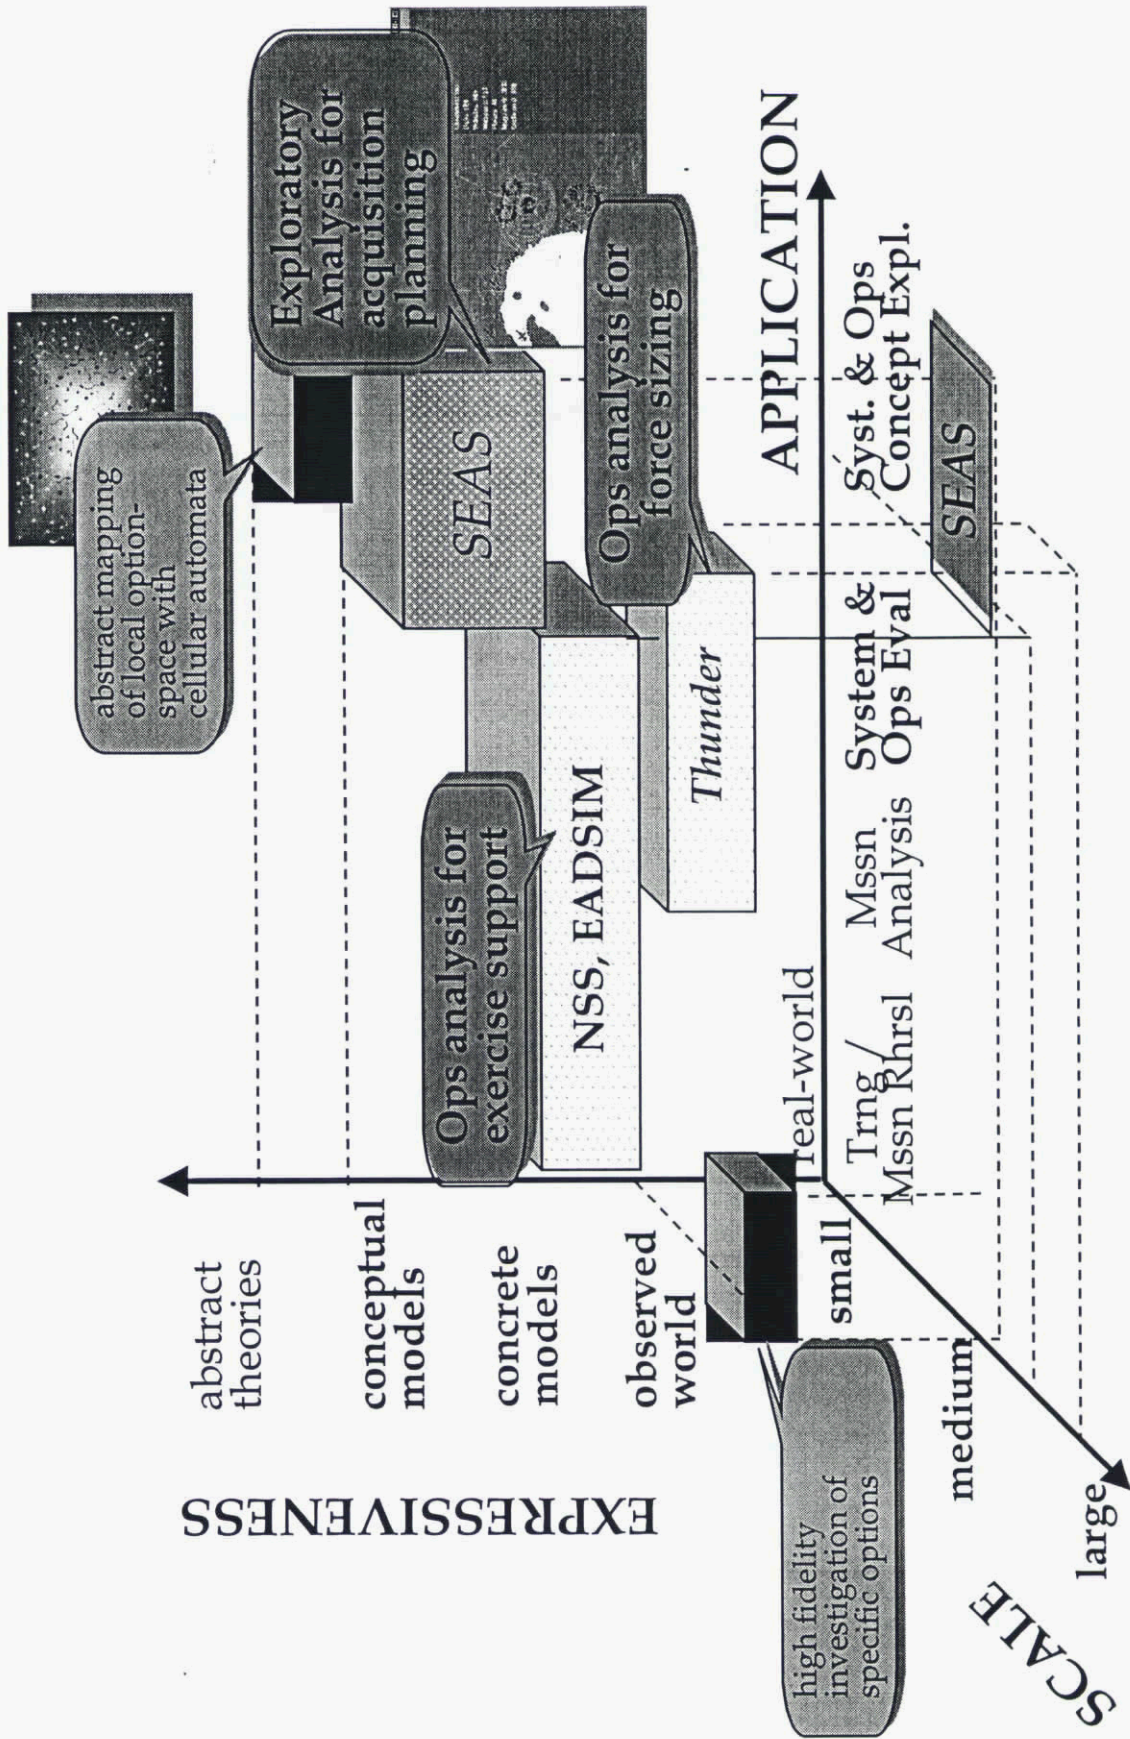 abstract mapping
of local option-
space with
cellular automata
Exploratory
Analysis for
acquisition
planning
abstract
theories
conceptual
models
concrete
models
observed
world
EXPRESSIVENESS
SEAS
Ops analysis for
exercise support
NSS, EADSIM
Ops analysis for
force sizing
Thunder
real-world
APPLICATION
Trng /
Mssn Rhrsl
Mssn
Analysis
System &
Ops Eval
Syst. & Ops
Concept Expl.
SEAS
high fidelity
investigation of
specific options
small
medium
large
SCALE